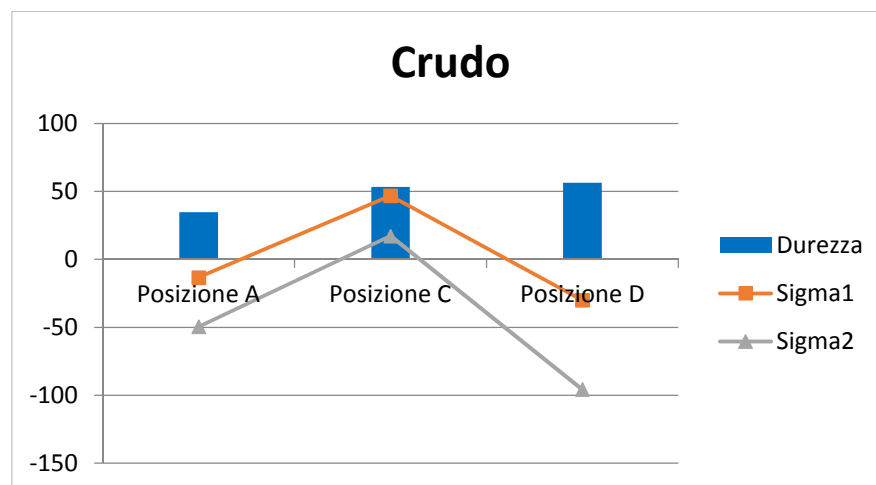 Crudo
100
50
0
-50
-100
-150
Posizione A
Posizione C
Posizione D
Durezza
Sigma1
Sigma2